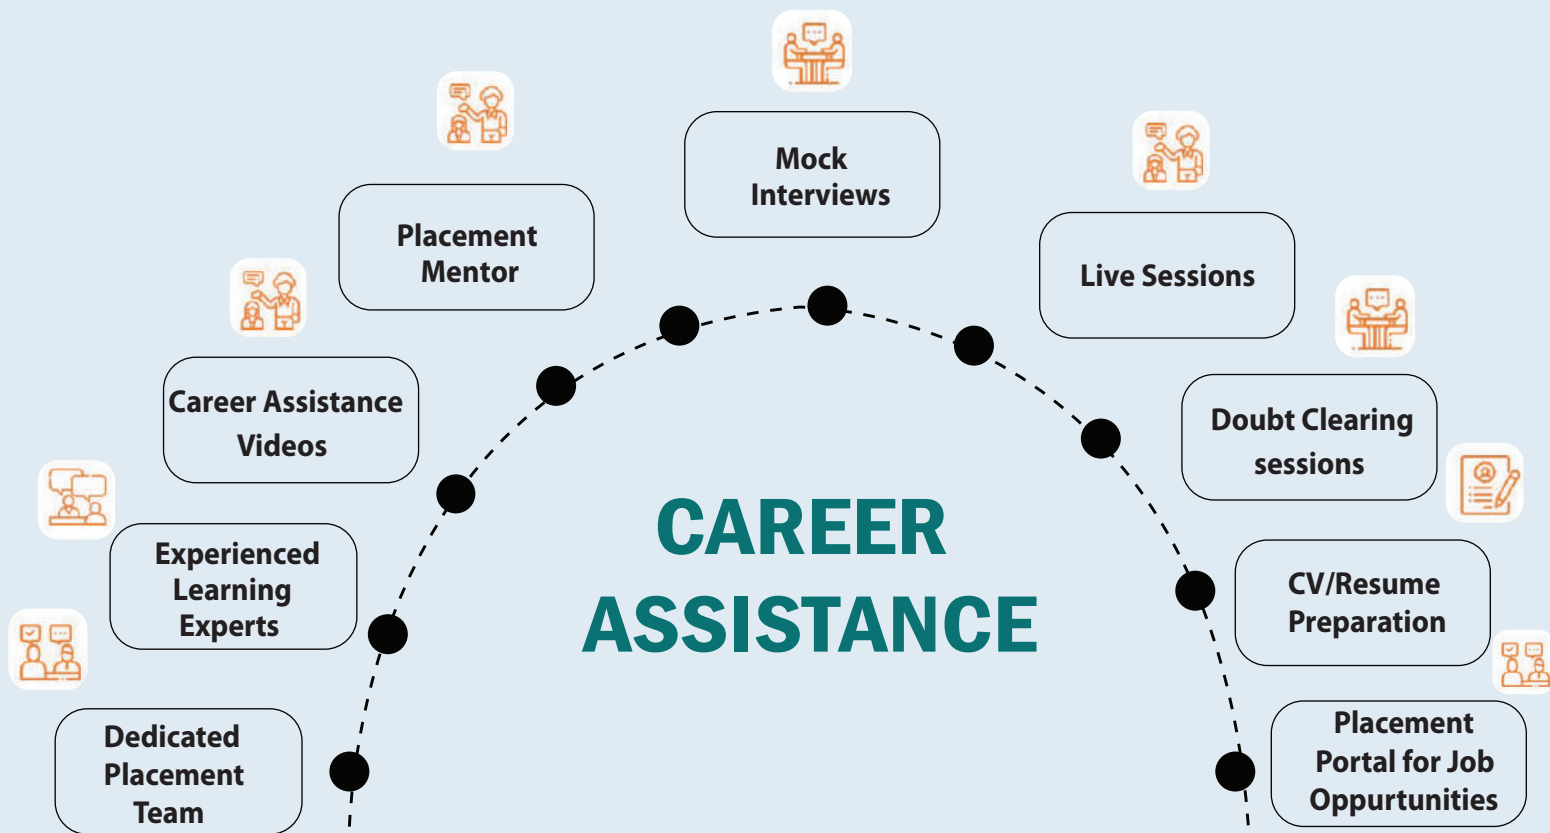 Mock
Interviews
Placement
Mentor
Live Sessions
Career Assistance
Videos
Doubt Clearing
sessions
Experienced
Learning
Experts
CAREER
ASSISTANCE
CV/Resume
Preparation
Dedicated
Placement
Team
Placement
Portal for Job
Oppurtunities